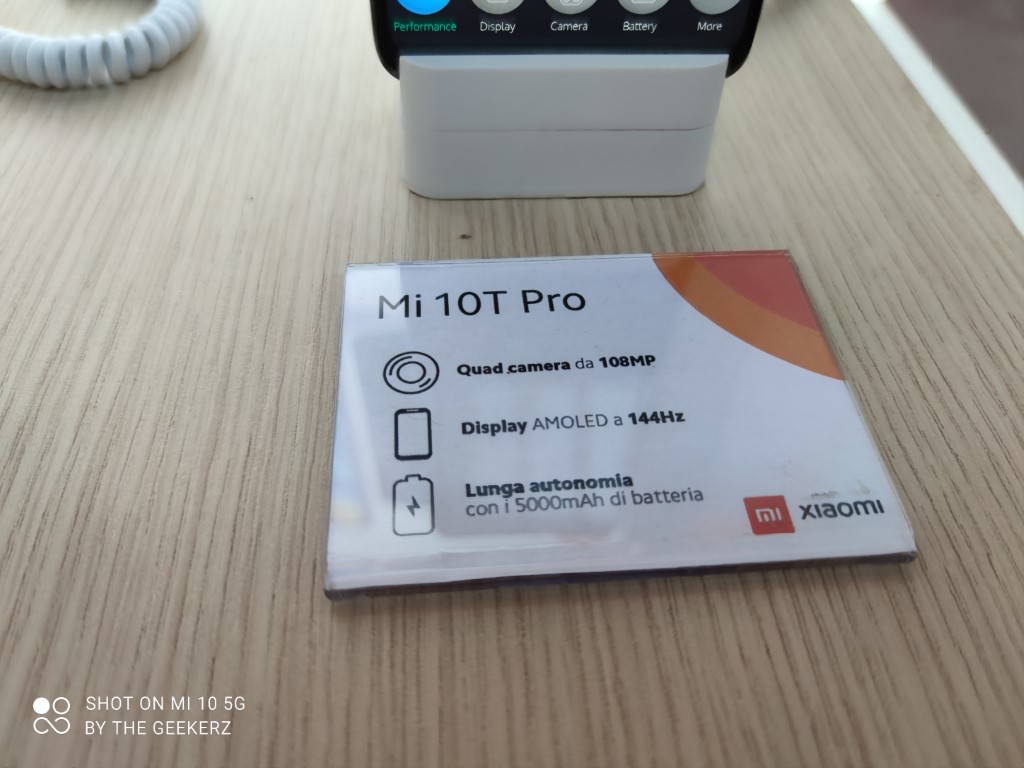 Performance Display Camera Battery More
Mi 10T Pro
Quad camera da 108MP
Display AMOLED a 144Hz
Lunga autonomia
con i 5000mAh di batteria
mi xiaomi
SHOT ON MI 10 5G
BY THE GEEKERZ